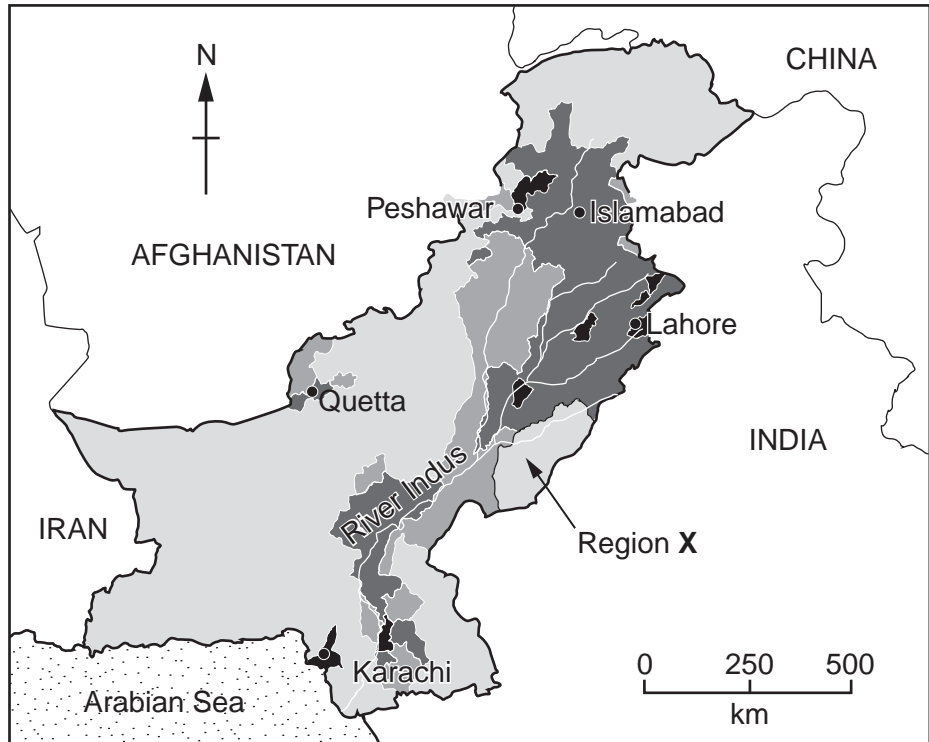 N
CHINA
Peshawar
Islamabad
AFGHANISTAN
Lahore
Quetta
INDIA
River Indus
IRAN
Region X
Karachi
Arabian Sea
0 250 500
km